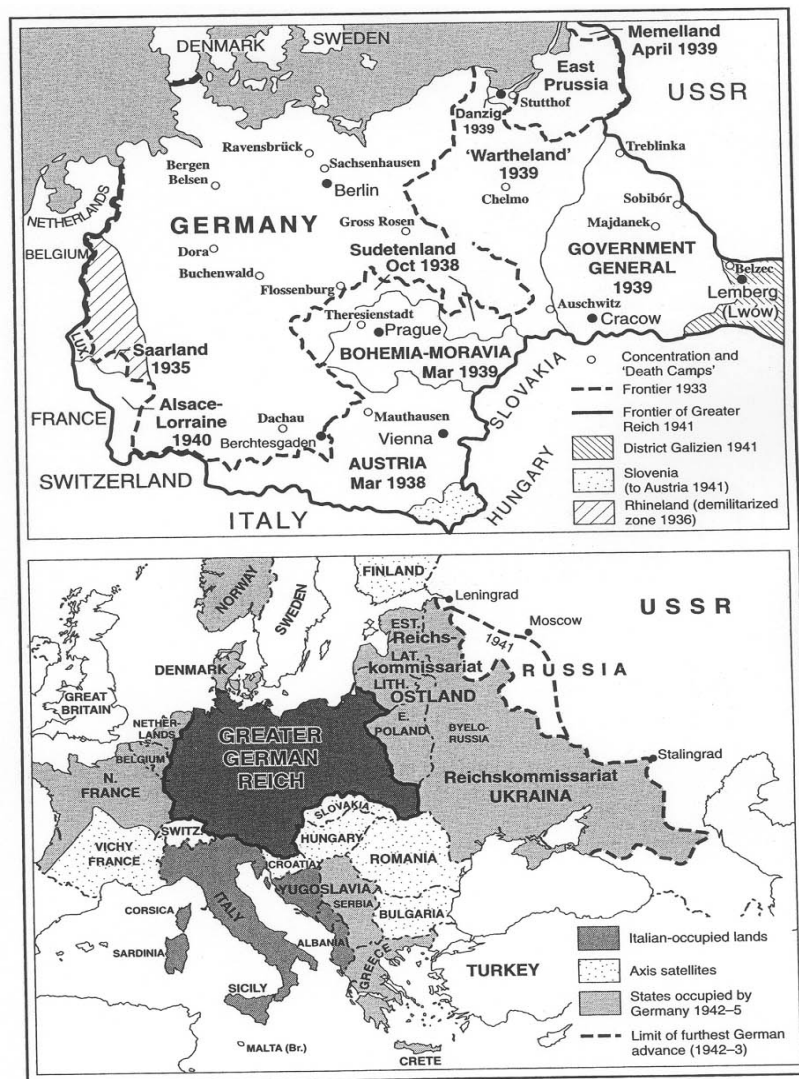 DENMARK
SWEDEN
Memelland
April 1939
East
Prussia
USSR
Danzig
1939
Stutthof
'Wartheland'
1939
Treblinka
Ravensbrück
Sachsenhausen
Bergen
Belsen
Berlin
Chelmo
Sobibór
NETHERLANDS
GERMANY
Gross Rosen
Majdanek
BELGIUM
Dora
Sudetenland
Oct 1938
GOVERNMENT
GENERAL
1939
Buchenwald
Flossenburg
Belzec
Lemberg
(Lwów)
Theresienstadt
Prague
Auschwitz
Cracow
LUX.
Saarland
1935
BOHEMIA-MORAVIA
Mar 1939
SLOVAKIA
FRANCE
Alsace-
Lorraine
1940
Dachau
Mauthausen
Berchtesgaden
Vienna
SWITZERLAND
AUSTRIA
Mar 1938
HUNGARY
ITALY
Concentration and
'Death Camps'
Frontier 1933
Frontier of Greater
Reich 1941
District Galizien 1941
Slovenia
(to Austria 1941)
Rhineland (demilitarized
zone 1936)
NORWAY
SWEDEN
FINLAND
Leningrad
USSR
Moscow
1941
EST.
Reichs-
LAT.
kommissariat
LITH.
OSTLAND
RUSSIA
DENMARK
GREAT
BRITAIN
NETHER-
LANDS
BELGIUM
GREATER
GERMAN
REICH
E.
POLAND
BYELO-
RUSSIA
Stalingrad
N.
FRANCE
Reichskommissariat
UKRAINA
SLOVAKIA
SWITZ.
HUNGARY
VICHY
FRANCE
ROMANIA
CROATIA
YUGOSLAVIA
SERBIA
CORSICA
ITALY
BULGARIA
SARDINIA
ALBANIA
GREECE
TURKEY
SICILY
MALTA (Br.)
CRETE
Italian-occupied lands
Axis satellites
States occupied by
Germany 1942–5
Limit of furthest German
advance (1942–3)